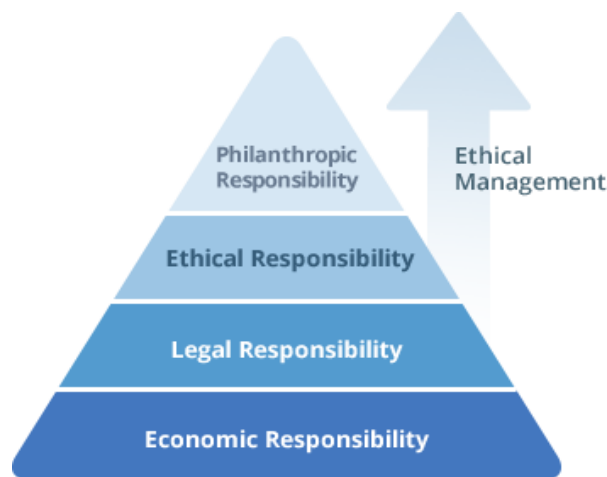 Philanthropic
Responsibility
Ethical
Management
Ethical Responsibility
Legal Responsibility
Economic Responsibility